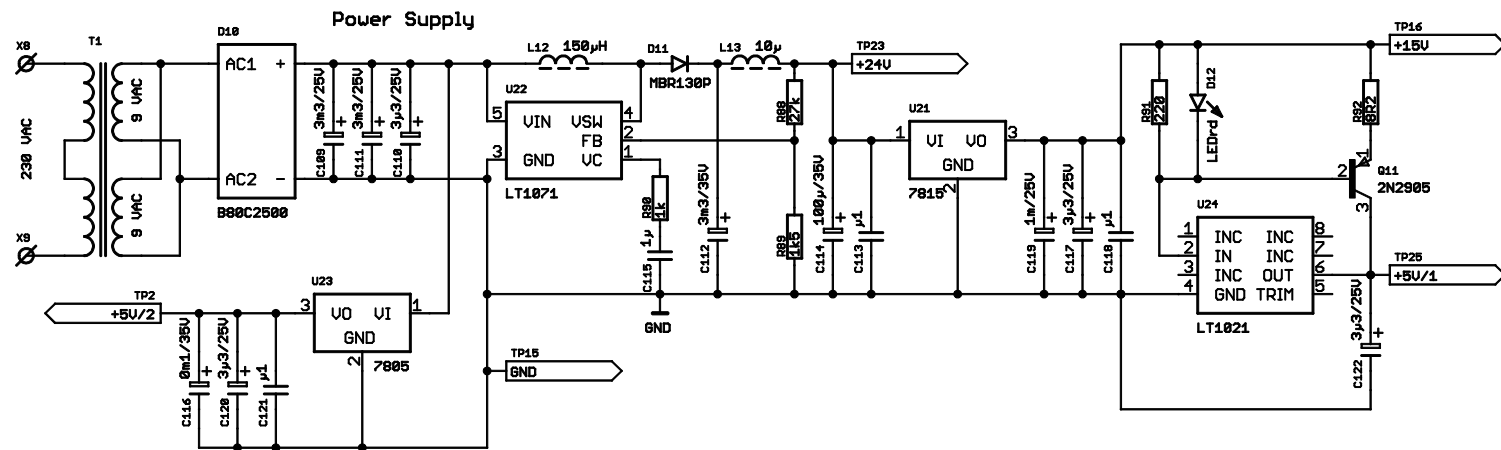 Power Supply
X8
T1
D10
AC1 +
AC2 -
B80C2500
9 VAC
9 VAC
230 VAC
X9
3m3/25V
C109
3m3/25V
C111
3µ3/25V
C110
L12 150µH
D11
MBR130P
L13 10µ
U22
5 VIN VSW 4
FB 2
3 GND VC 1
LT1071
R90
1k
1µ
C115
3m3/35V
C112
R88
27k
R89
1k5
TP23
+24V
100µ/35V
C114
µ1
C113
U21
1 VI VO 3
GND
2
7815
1m/25V
C119
3µ3/25V
C117
µ1
C118
TP16
+15V
R91
220
D12
LEDrd
R92
8R2
1
2
3
Q11
2N2905
U24
1 INC INC 8
2 IN INC 7
3 INC OUT 6
4 GND TRIM 5
LT1021
TP25
+5V/1
3µ3/25V
C122
GND
TP15
GND
TP2
+5V/2
U23
3 VO VI 1
GND
2
7805
0m1/35V
C116
3µ3/25V
C120
µ1
C121